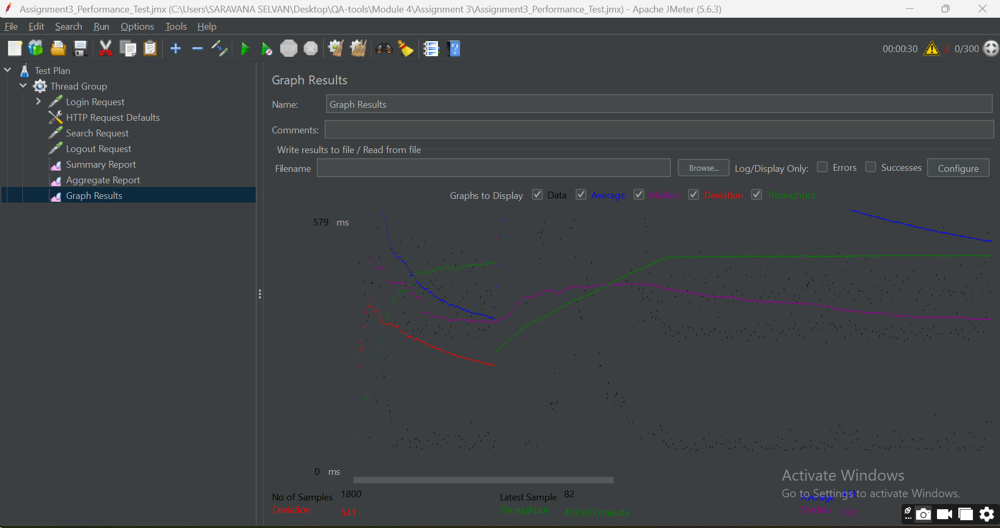 Assignment3_Performance_Test.jmx (C:\Users\SARAVANA SELVAN\Desktop\QA-tools\Module 4\Assignment 3\Assignment3_Performance_Test.jmx) - Apache JMeter (5.6.3)
File Edit Search Run Options Tools Help
STOP
00:00:30 2 0/300
Test Plan
Thread Group
Login Request
HTTP Request Defaults
Search Request
Logout Request
Summary Report
Aggregate Report
Graph Results
Graph Results
Name: Graph Results
Comments:
Write results to file / Read from file
Filename Browse... Log/Display Only: Errors Successes Configure
Graphs to Display Data Average Median Deviation Throughput
579 ms
0 ms
No of Samples 1800 Latest Sample 82 Average
Deviation 541 Throughput 452.657/minute Median 331
Activate Windows
Go to Settings to activate Windows.